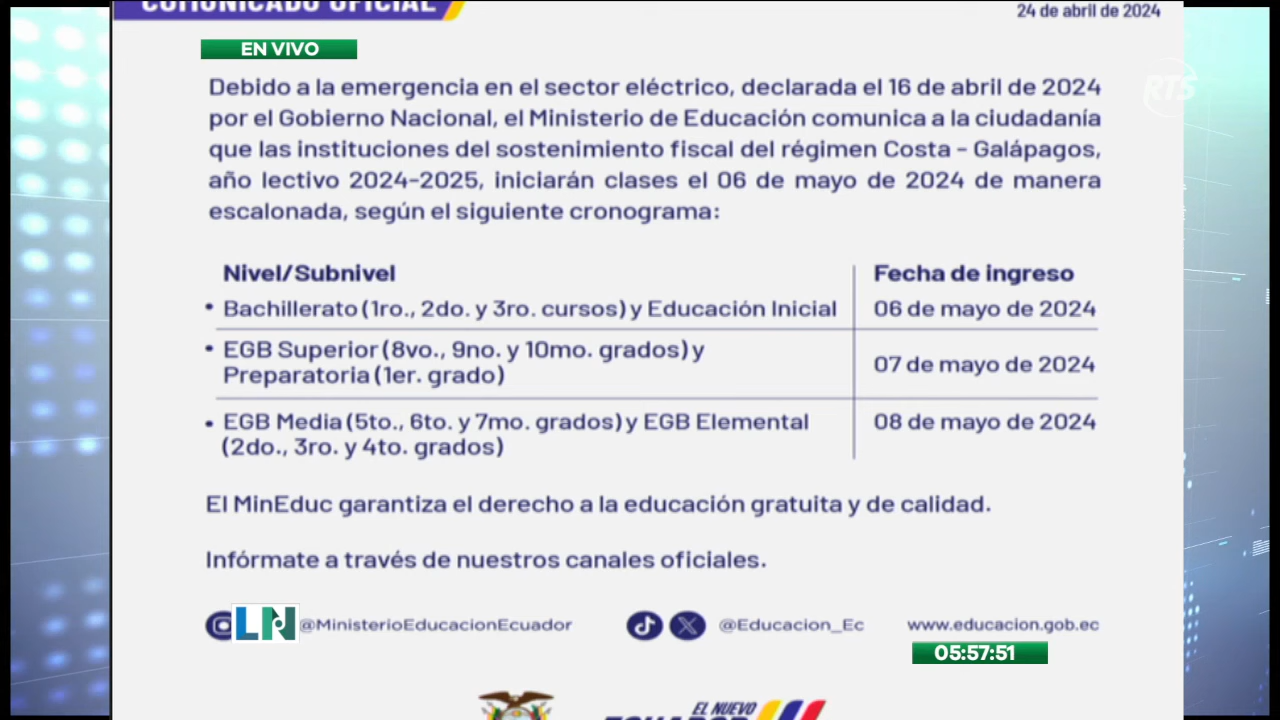 COMUNICADO OFICIAL
24 de abril de 2024
EN VIVO
RTS
Debido a la emergencia en el sector eléctrico, declarada el 16 de abril de 2024
por el Gobierno Nacional, el Ministerio de Educación comunica a la ciudadanía
que las instituciones del sostenimiento fiscal del régimen Costa - Galápagos,
año lectivo 2024-2025, iniciarán clases el 06 de mayo de 2024 de manera
escalonada, según el siguiente cronograma:
Nivel/Subnivel Fecha de ingreso
• Bachillerato (1ro., 2do. y 3ro. cursos) y Educación Inicial 06 de mayo de 2024
• EGB Superior (8vo., 9no. y 10mo. grados) y
Preparatoria (1er. grado) 07 de mayo de 2024
• EGB Media (5to., 6to. y 7mo. grados) y EGB Elemental 08 de mayo de 2024
(2do., 3ro. y 4to. grados)
El MinEduc garantiza el derecho a la educación gratuita y de calidad.
Infórmate a través de nuestros canales oficiales.
LN @MinisterioEducacionEcuador @Educacion_Ec www.educacion.gob.ec
05:57:51
EL NUEVO
ECUADOR